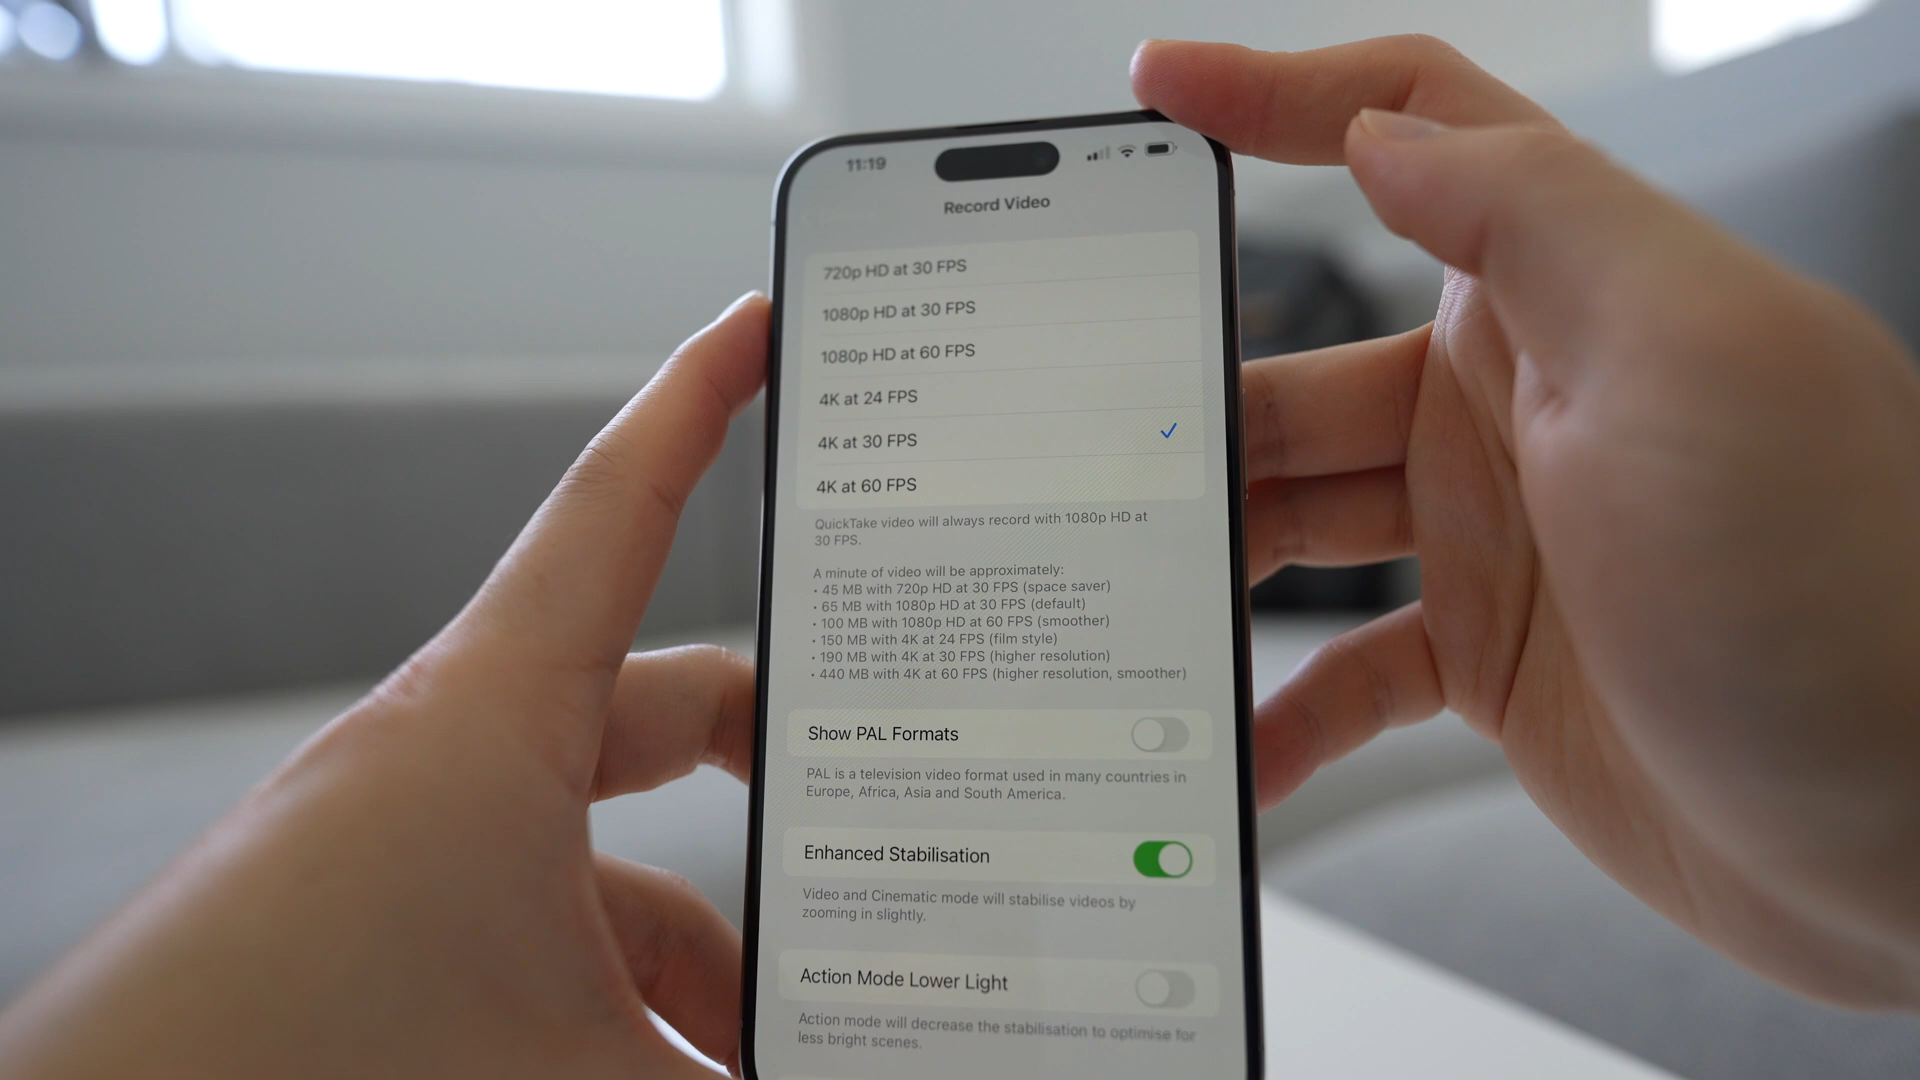 11:19
Record Video
720p HD at 30 FPS
1080p HD at 30 FPS
1080p HD at 60 FPS
4K at 24 FPS
4K at 30 FPS
4K at 60 FPS
QuickTake video will always record with 1080p HD at
30 FPS.
A minute of video will be approximately:
• 45 MB with 720p HD at 30 FPS (space saver)
• 65 MB with 1080p HD at 30 FPS (default)
• 100 MB with 1080p HD at 60 FPS (smoother)
• 150 MB with 4K at 24 FPS (film style)
• 190 MB with 4K at 30 FPS (higher resolution)
• 440 MB with 4K at 60 FPS (higher resolution, smoother)
Show PAL Formats
PAL is a television video format used in many countries in
Europe, Africa, Asia and South America.
Enhanced Stabilisation
Video and Cinematic mode will stabilise videos by
zooming in slightly.
Action Mode Lower Light
Action mode will decrease the stabilisation to optimise for
less bright scenes.